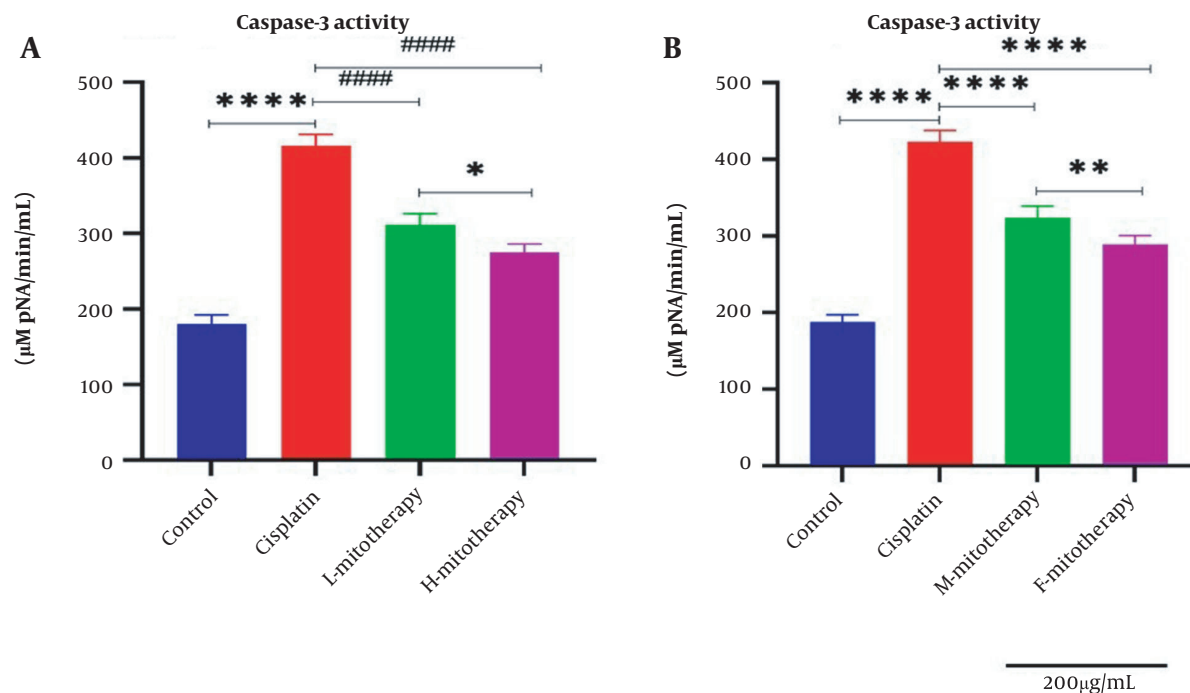 Caspase-3 activity
A
####
####
****
*
500
400
300
200
100
0
(µM pNA/min/mL)
Control
Cisplatin
L-mitotherapy
H-mitotherapy
Caspase-3 activity
B
****
****
****
**
500
400
300
200
100
0
(µM pNA/min/mL)
Control
Cisplatin
M-mitotherapy
F-mitotherapy
200µg/mL